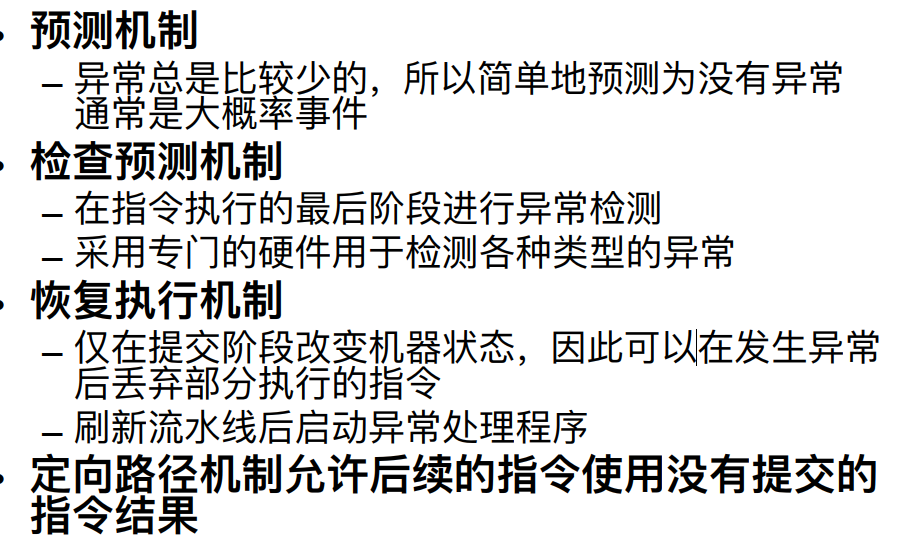 • 预测机制
– 异常总是比较少的，所以简单地预测为没有异常
通常是大概率事件
• 检查预测机制
– 在指令执行的最后阶段进行异常检测
– 采用专门的硬件用于检测各种类型的异常
• 恢复执行机制
– 仅在提交阶段改变机器状态，因此可以在发生异常
后丢弃部分执行的指令
– 刷新流水线后启动异常处理程序
• 定向路径机制允许后续的指令使用没有提交的
指令结果